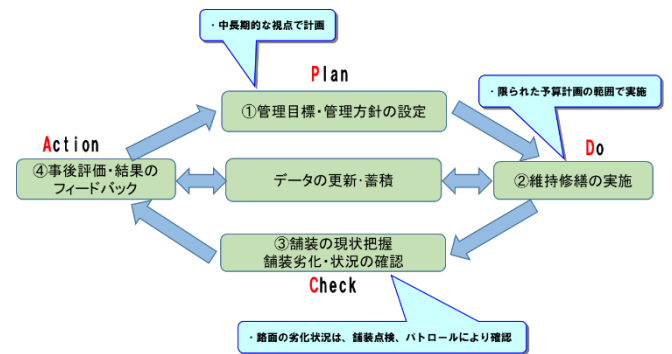 ・中長期的な視点で計画
Plan
①管理目標・管理方針の設定
・限られた予算計画の範囲で実施
Action
Do
④事後評価・結果の
フィードバック
データの更新・蓄積
②維持修繕の実施
③舗装の現状把握
舗装劣化・状況の確認
Check
・路面の劣化状況は、舗装点検、パトロールにより確認